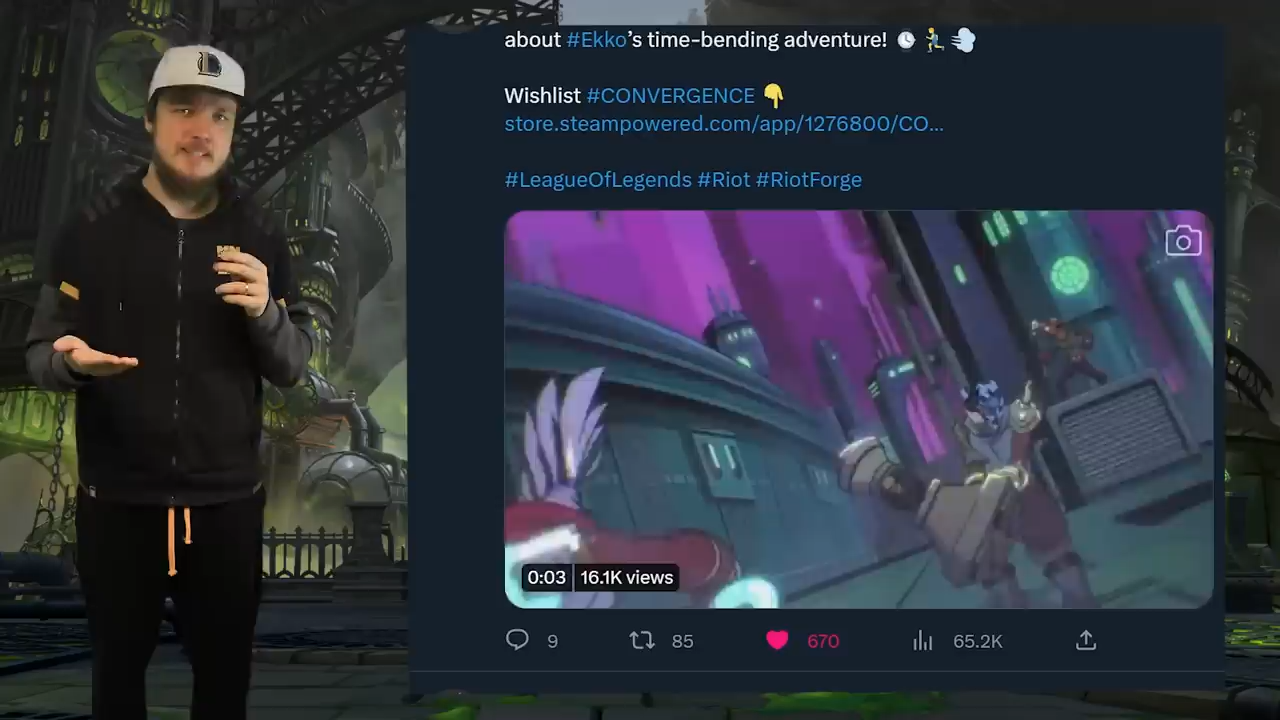 about #Ekko's time-bending adventure! 🕓 🏃‍♂️ 💨
Wishlist #CONVERGENCE 👇
store.steampowered.com/app/1276800/CO...
#LeagueOfLegends #Riot #RiotForge
0:03 16.1K views
9 85 670 65.2K